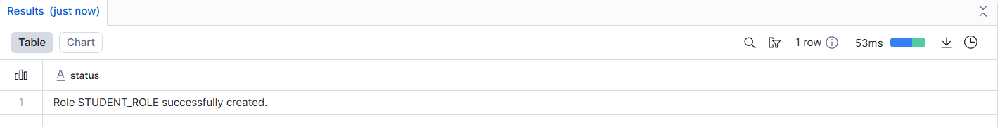 Results (just now)
Table Chart 1 row 53ms
A status
1 Role STUDENT_ROLE successfully created.